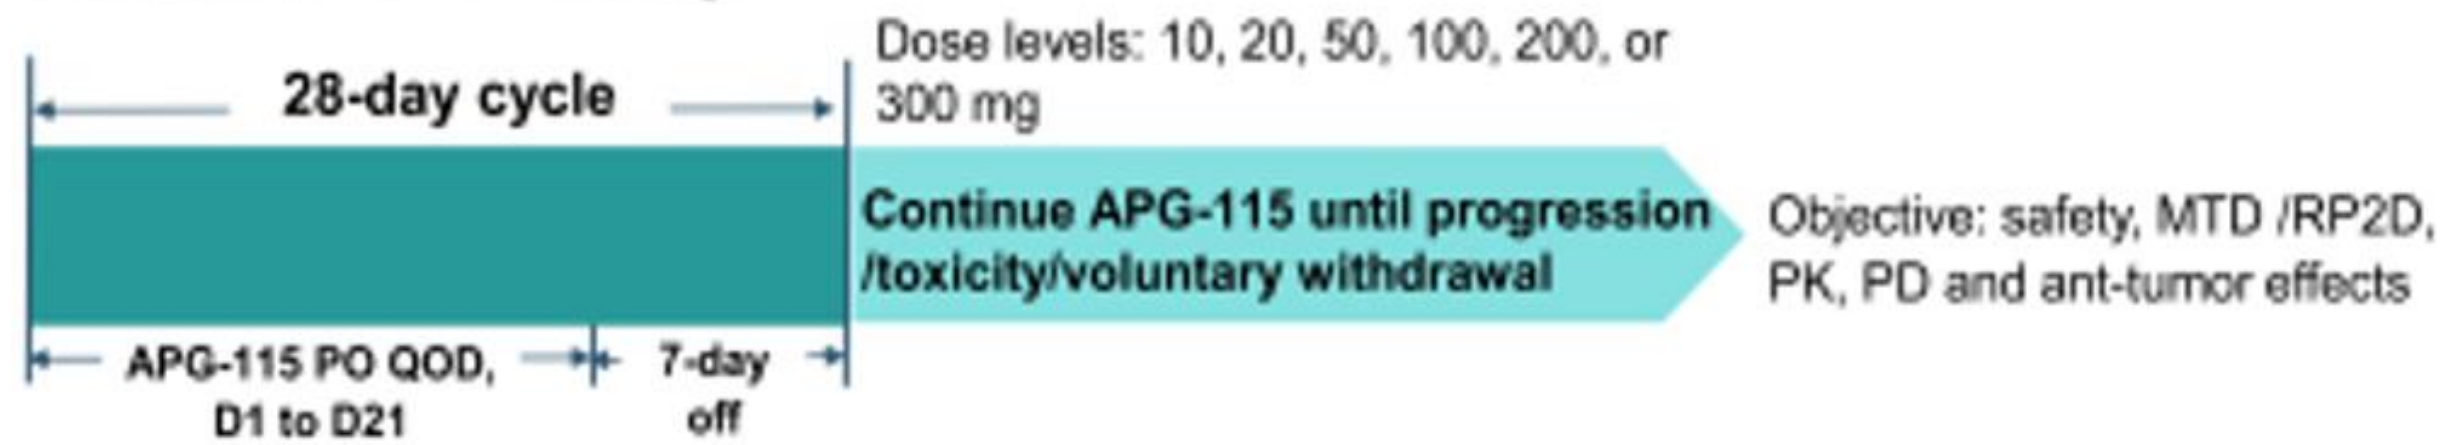 28-day cycle
Dose levels: 10, 20, 50, 100, 200, or
300 mg
Continue APG-115 until progression
/toxicity/voluntary withdrawal
Objective: safety, MTD /RP2D,
PK, PD and ant-tumor effects
APG-115 PO QOD,
D1 to D21
7-day
off